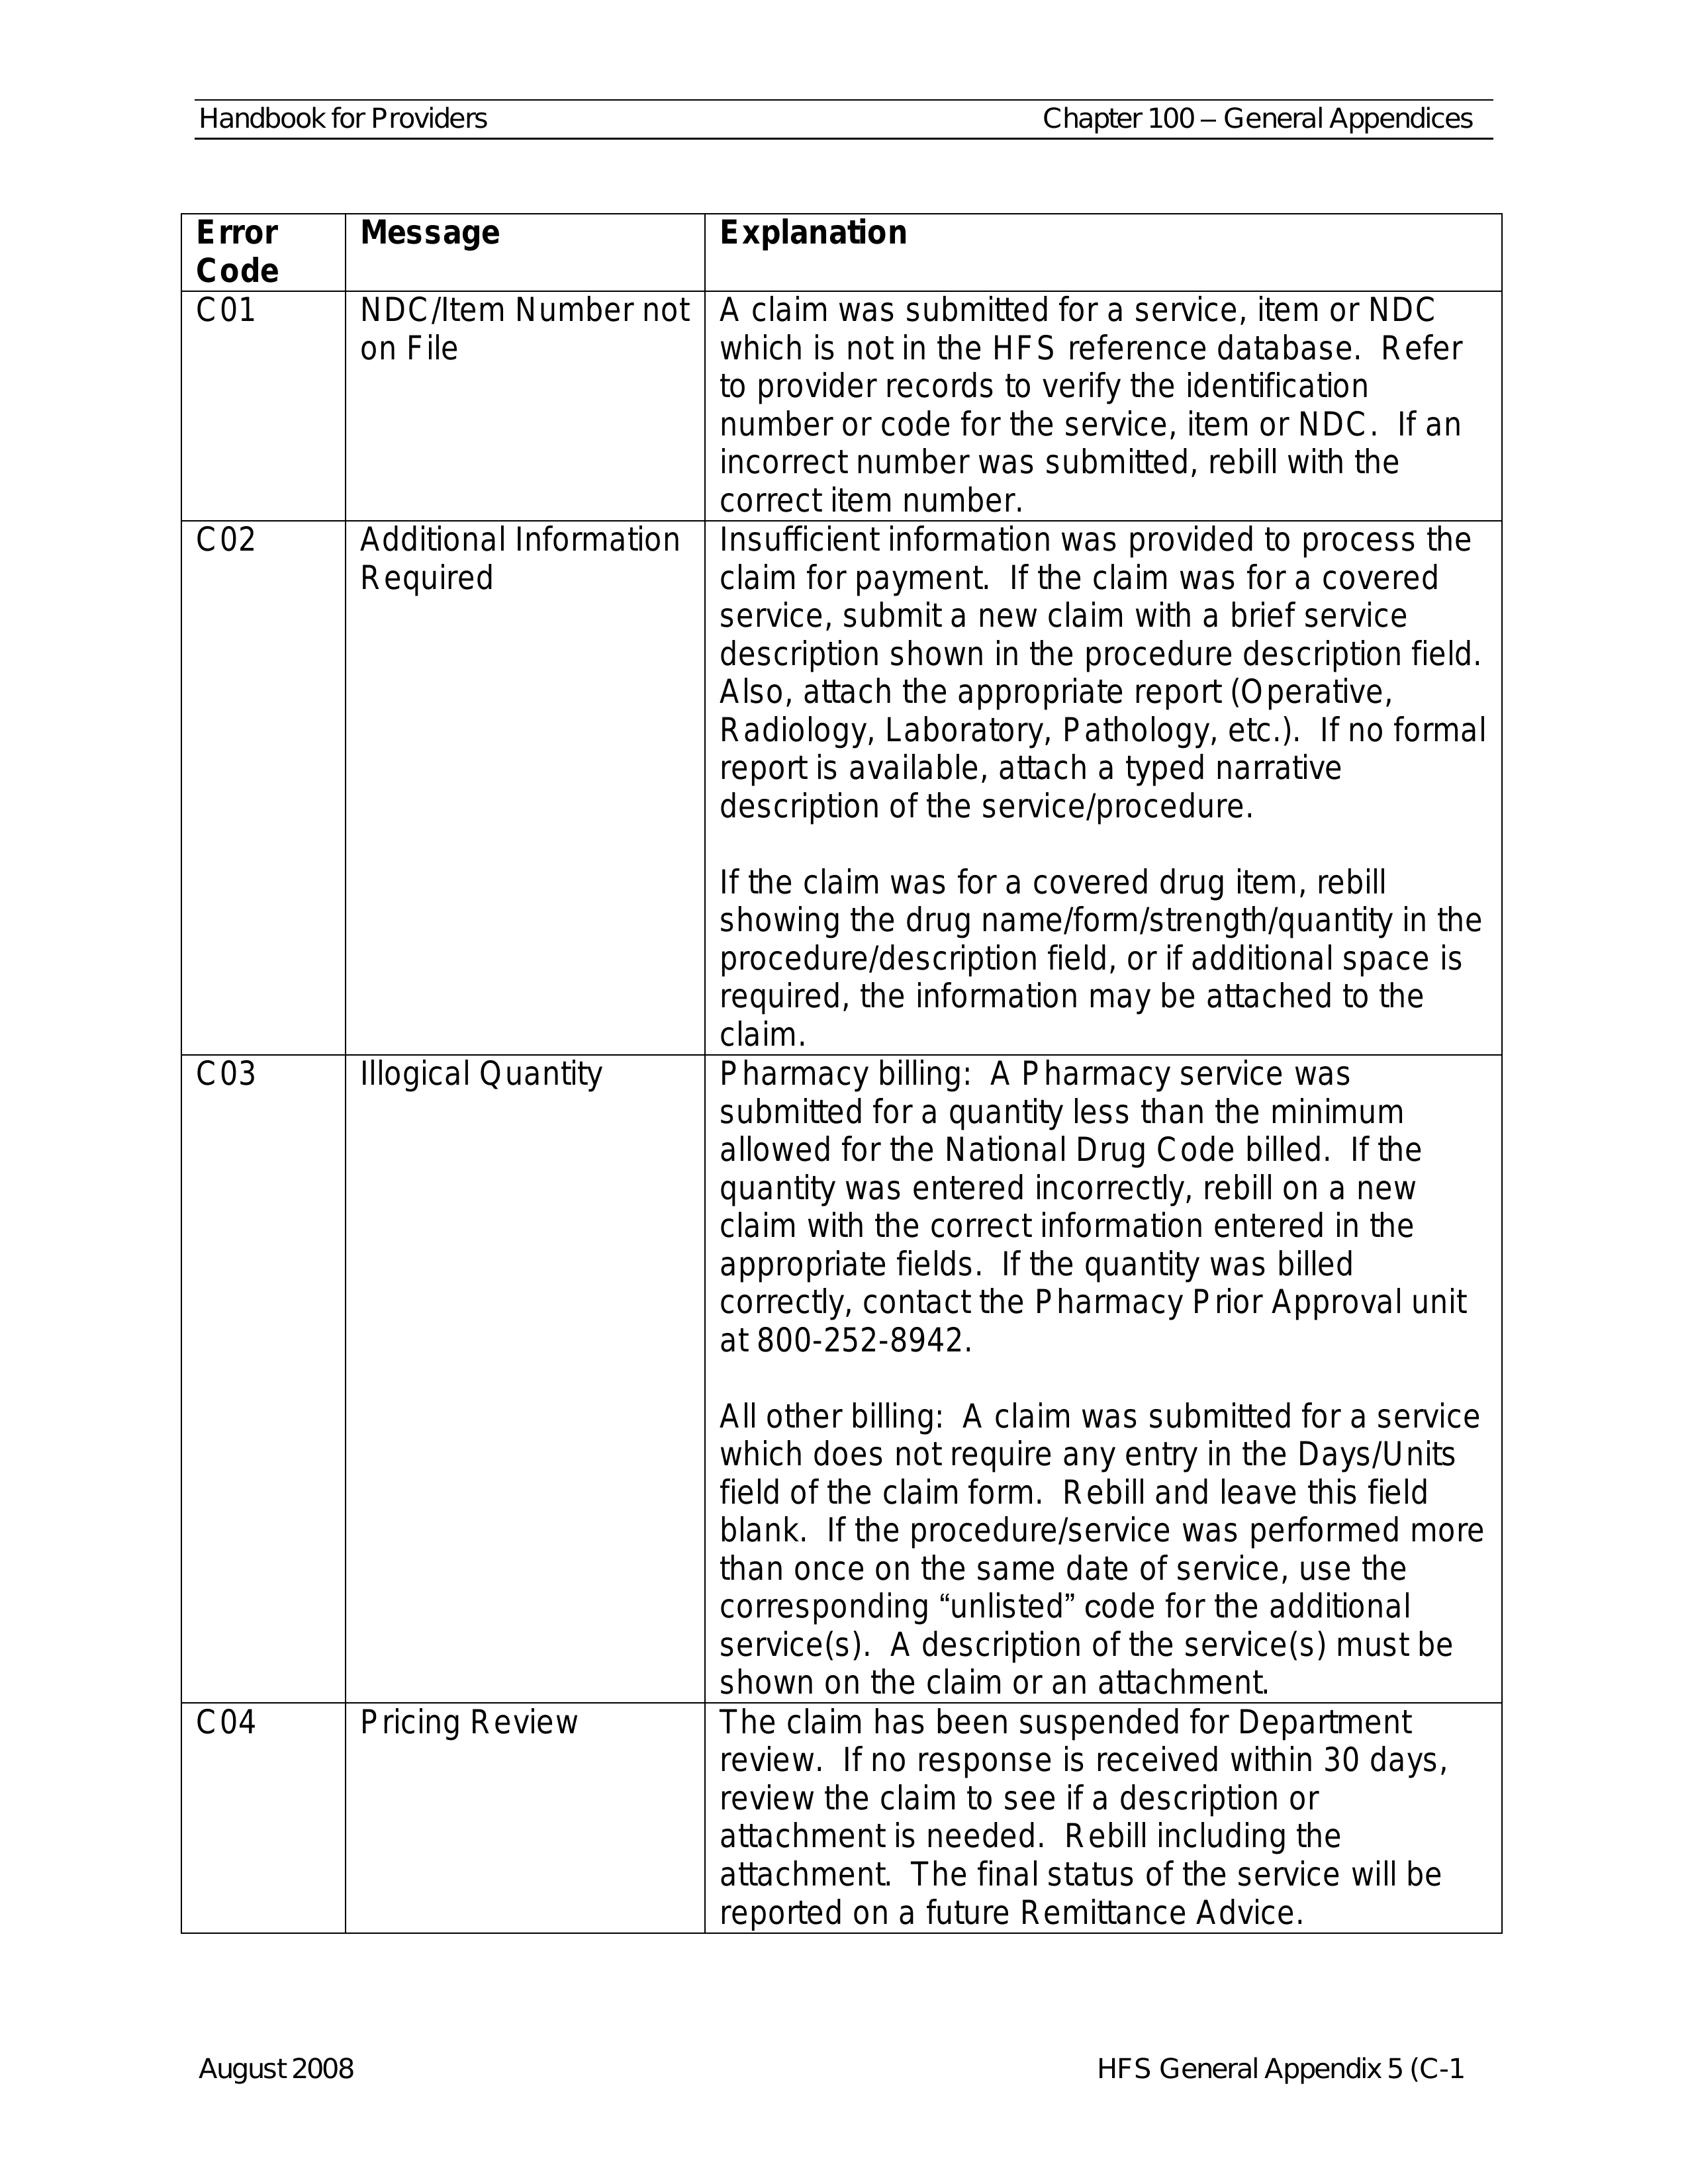 Handbook for Providers
Chapter 100 – General Appendices
Error
Code
Message
Explanation
C01
NDC/Item Number not
on File
A claim was submitted for a service, item or NDC
which is not in the HFS reference database.  Refer
to provider records to verify the identification
number or code for the service, item or NDC.  If an
incorrect number was submitted, rebill with the
correct item number.
C02
Additional Information
Required
Insufficient information was provided to process the
claim for payment.  If the claim was for a covered
service, submit a new claim with a brief service
description shown in the procedure description field.
Also, attach the appropriate report (Operative,
Radiology, Laboratory, Pathology, etc.).  If no formal
report is available, attach a typed narrative
description of the service/procedure.
If the claim was for a covered drug item, rebill
showing the drug name/form/strength/quantity in the
procedure/description field, or if additional space is
required, the information may be attached to the
claim.
C03
Illogical Quantity
Pharmacy billing:  A Pharmacy service was
submitted for a quantity less than the minimum
allowed for the National Drug Code billed.  If the
quantity was entered incorrectly, rebill on a new
claim with the correct information entered in the
appropriate fields.  If the quantity was billed
correctly, contact the Pharmacy Prior Approval unit
at 800-252-8942.
All other billing:  A claim was submitted for a service
which does not require any entry in the Days/Units
field of the claim form.  Rebill and leave this field
blank.  If the procedure/service was performed more
than once on the same date of service, use the
corresponding “unlisted” code for the additional
service(s).  A description of the service(s) must be
shown on the claim or an attachment.
C04
Pricing Review
The claim has been suspended for Department
review.  If no response is received within 30 days,
review the claim to see if a description or
attachment is needed.  Rebill including the
attachment.  The final status of the service will be
reported on a future Remittance Advice.
August 2008
HFS General Appendix 5 (C-1